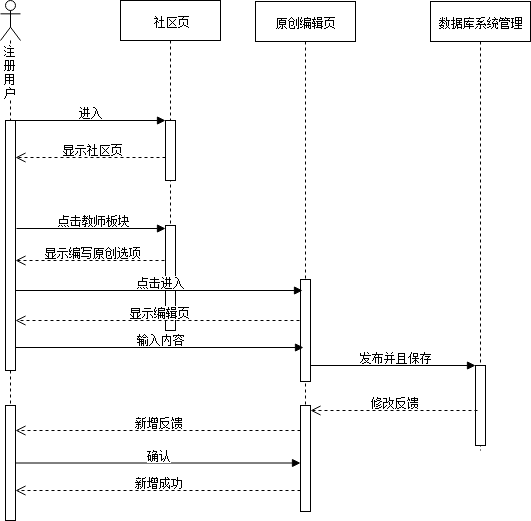 注册用户
社区页
原创编辑页
数据库系统管理
进入
显示社区页
点击教师板块
显示编写原创选项
点击进入
显示编辑页
输入内容
发布并且保存
修改反馈
新增反馈
确认
新增成功